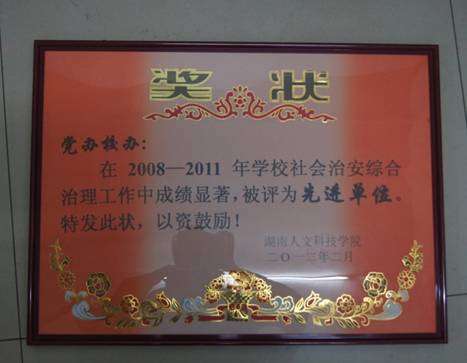 奖状
党办校办：
在 2008—2011 年学校社会治安综合
治理工作中成绩显著，被评为先进单位。
特发此状，以资鼓励！
湖南人文科技学院
二〇一二年二月